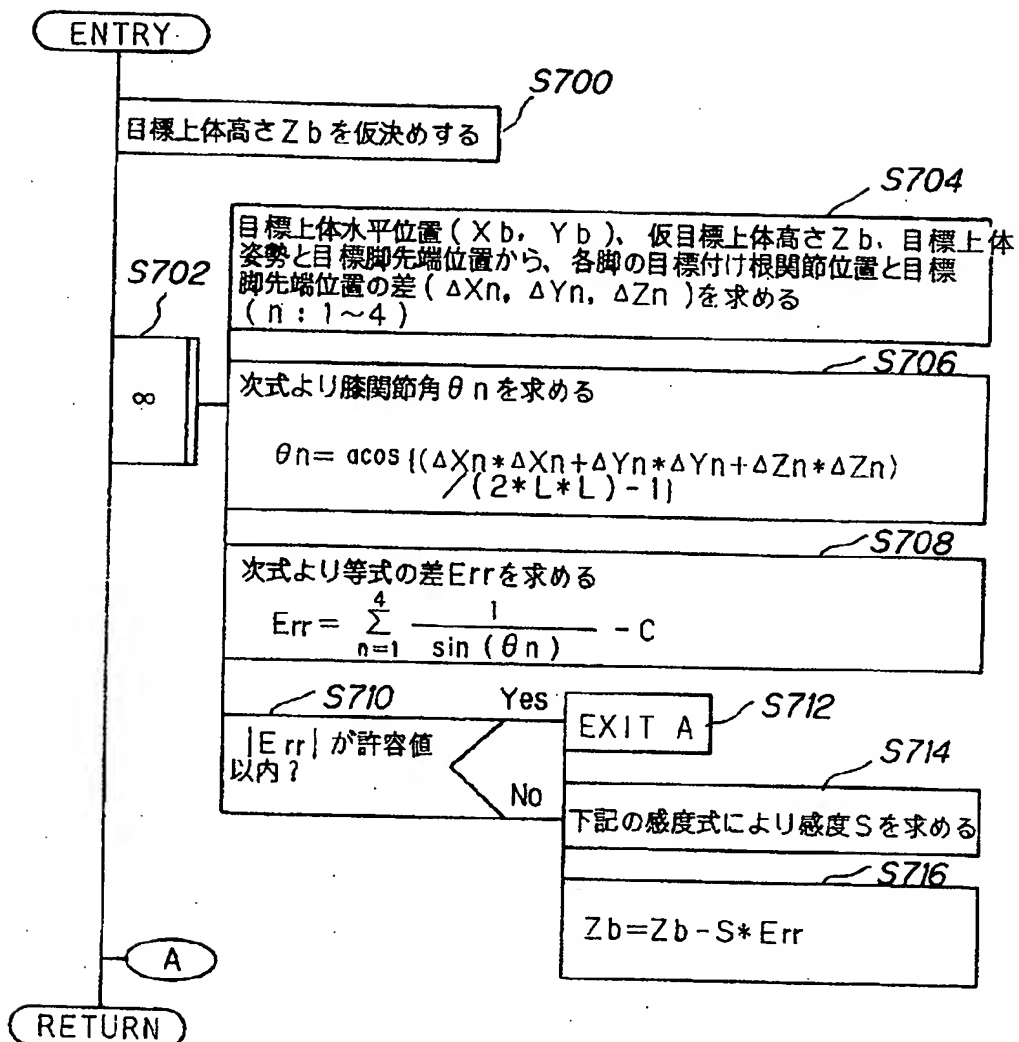 ENTRY
S700
目標上体高さZbを仮決めする
S704
目標上体水平位置(Xb, Yb)、仮目標上体高さZb、目標上体
姿勢と目標脚先端位置から、各脚の目標付け根関節位置と目標
脚先端位置の差(ΔXn, ΔYn, ΔZn)を求める
(n:1~4)
S702
∞
S706
次式より膝関節角θnを求める
θn= acos{(ΔXn*ΔXn+ΔYn*ΔYn+ΔZn*ΔZn)
/(2*L*L)-1}
S708
次式より等式の差Errを求める
Err= 4Σn=1 1/sin(θn) -C
S710
Yes
|Err|が許容値
以内?
No
EXIT A
S712
S714
下記の感度式により感度Sを求める
S716
Zb=Zb-S*Err
A
RETURN